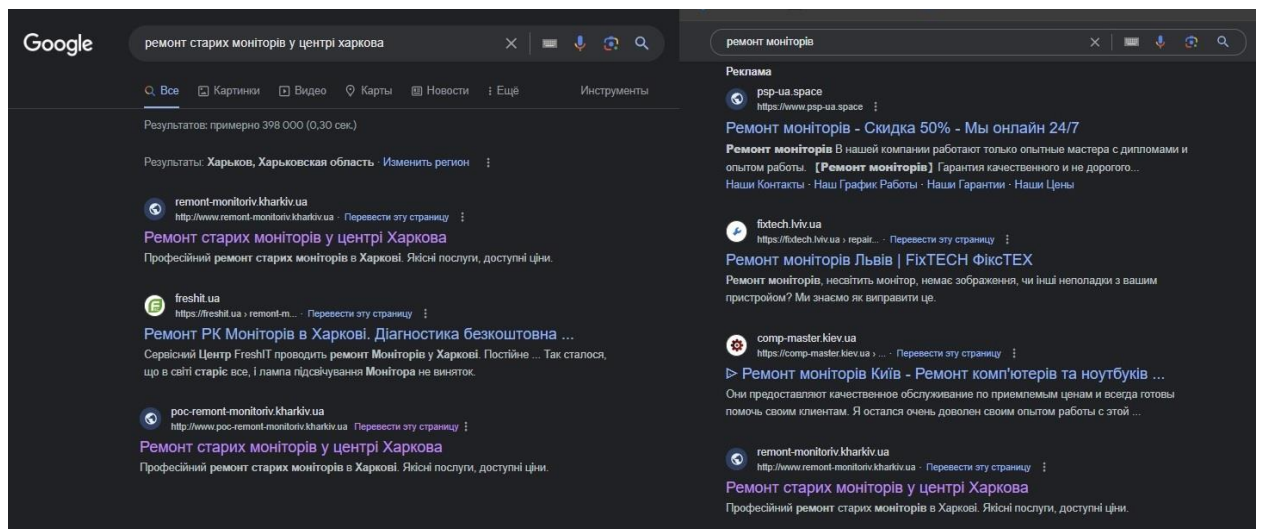 Google
ремонт старих моніторів у центрі харкова
Все Картинки Видео Карты Новости Ещё Инструменты
Результатов: примерно 398 000 (0,30 сек.)
Результаты: Харьков, Харьковская область · Изменить регион
remont-monitoriv.kharkiv.ua
http://www.remont-monitoriv.kharkiv.ua · Перевести эту страницу
Ремонт старих моніторів у центрі Харкова
Професійний ремонт старих моніторів в Харкові. Якісні послуги, доступні ціни.
freshit.ua
https://freshit.ua › remont-m... · Перевести эту страницу
Ремонт РК Моніторів в Харкові. Діагностика безкоштовна ...
Сервісний Центр FreshIT проводить ремонт Моніторів у Харкові. Постійне ... Так сталося,
що в світі старіє все, і лампа підсвічування Монітора не виняток.
poc-remont-monitoriv.kharkiv.ua
http://www.poc-remont-monitoriv.kharkiv.ua Перевести эту страницу
Ремонт старих моніторів у центрі Харкова
Професійний ремонт старих моніторів в Харкові. Якісні послуги, доступні ціни.
ремонт моніторів
Реклама
psp-ua.space
https://www.psp-ua.space
Ремонт моніторів - Скидка 50% - Мы онлайн 24/7
Ремонт моніторів В нашей компании работают только опытные мастера с дипломами и
опытом работы. 【Ремонт моніторів】 Гарантия качественного и не дорогого...
Наши Контакты · Наш График Работы · Наши Гарантии · Наши Цены
fixtech.lviv.ua
https://fixtech.lviv.ua › repair... · Перевести эту страницу
Ремонт моніторів Львів | FixTECH ФіксТЕХ
Ремонт моніторів, несвітить монітор, немає зображення, чи інші неполадки з вашим
пристройом? Ми знаємо як виправити це.
comp-master.kiev.ua
https://comp-master.kiev.ua › ... · Перевести эту страницу
ᐅ Ремонт моніторів Київ - Ремонт комп'ютерів та ноутбуків ...
Они предоставляют качественное обслуживание по приемлемым ценам и всегда готовы
помочь своим клиентам. Я остался очень доволен своим опытом работы с этой ...
remont-monitoriv.kharkiv.ua
http://www.remont-monitoriv.kharkiv.ua · Перевести эту страницу
Ремонт старих моніторів у центрі Харкова
Професійний ремонт старих моніторів в Харкові. Якісні послуги, доступні ціни.